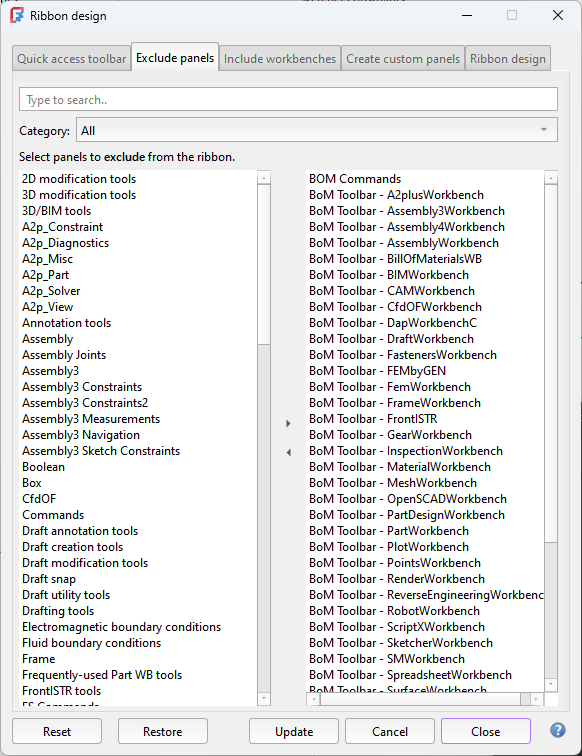 Ribbon design
Quick access toolbar
Exclude panels
Include workbenches
Create custom panels
Ribbon design
Type to search..
Category:
All
Select panels to exclude from the ribbon.
2D modification tools
3D modification tools
3D/BIM tools
A2p_Constraint
A2p_Diagnostics
A2p_Misc
A2p_Part
A2p_Solver
A2p_View
Annotation tools
Assembly
Assembly Joints
Assembly3
Assembly3 Constraints
Assembly3 Constraints2
Assembly3 Measurements
Assembly3 Navigation
Assembly3 Sketch Constraints
Boolean
Box
CfdOF
Commands
Draft annotation tools
Draft creation tools
Draft modification tools
Draft snap
Draft utility tools
Drafting tools
Electromagnetic boundary conditions
Fluid boundary conditions
Frame
Frequently-used Part WB tools
FrontISTR tools
FS Commands
BOM Commands
BoM Toolbar - A2plusWorkbench
BoM Toolbar - Assembly3Workbench
BoM Toolbar - Assembly4Workbench
BoM Toolbar - AssemblyWorkbench
BoM Toolbar - BillOfMaterialsWB
BoM Toolbar - BIMWorkbench
BoM Toolbar - CAMWorkbench
BoM Toolbar - CfdOFWorkbench
BoM Toolbar - DapWorkbenchC
BoM Toolbar - DraftWorkbench
BoM Toolbar - FastenersWorkbench
BoM Toolbar - FEMbyGEN
BoM Toolbar - FemWorkbench
BoM Toolbar - FrameWorkbench
BoM Toolbar - FrontISTR
BoM Toolbar - GearWorkbench
BoM Toolbar - InspectionWorkbench
BoM Toolbar - MaterialWorkbench
BoM Toolbar - MeshWorkbench
BoM Toolbar - OpenSCADWorkbench
BoM Toolbar - PartDesignWorkbench
BoM Toolbar - PartWorkbench
BoM Toolbar - PlotWorkbench
BoM Toolbar - PointsWorkbench
BoM Toolbar - RenderWorkbench
BoM Toolbar - ReverseEngineeringWorkbenc
BoM Toolbar - RobotWorkbench
BoM Toolbar - ScriptXWorkbench
BoM Toolbar - SketcherWorkbench
BoM Toolbar - SMWorkbench
BoM Toolbar - SpreadsheetWorkbench
BoM Toolbar - SurfaceWorkbench
Reset
Restore
Update
Cancel
Close
?